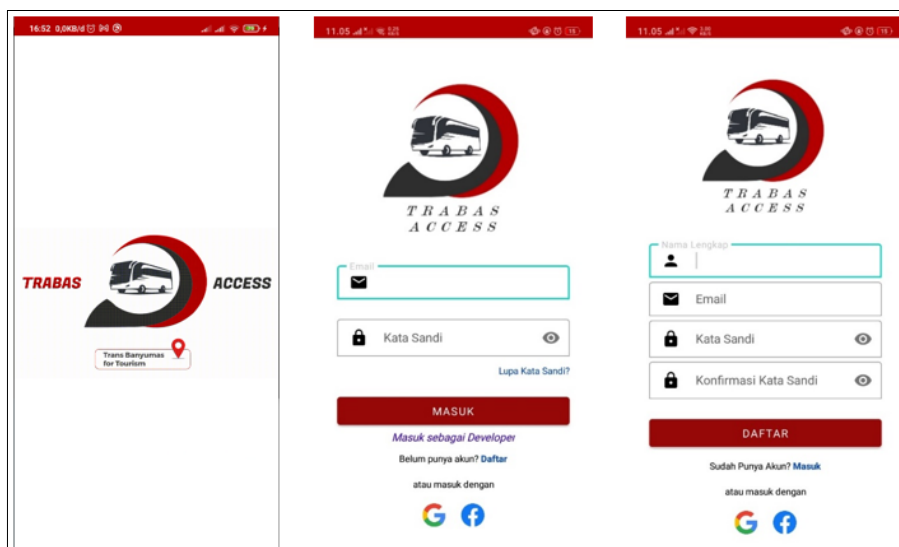 16:52 0,0KB/d
TRABAS
ACCESS
Trans Banyumas
for Tourism
11.05
TRABAS
ACCESS
Email
Kata Sandi
Lupa Kata Sandi?
MASUK
Masuk sebagai Developer
Belum punya akun? Daftar
atau masuk dengan
11.05
TRABAS
ACCESS
Nama Lengkap
Email
Kata Sandi
Konfirmasi Kata Sandi
DAFTAR
Sudah Punya Akun? Masuk
atau masuk dengan